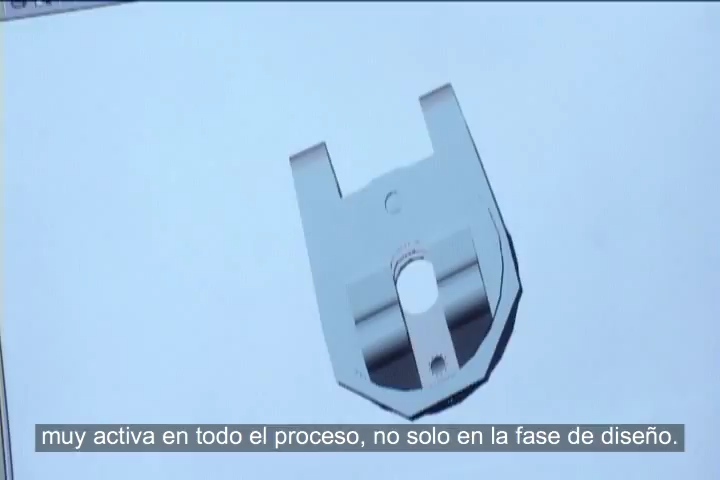 muy activa en todo el proceso, no solo en la fase de diseño.